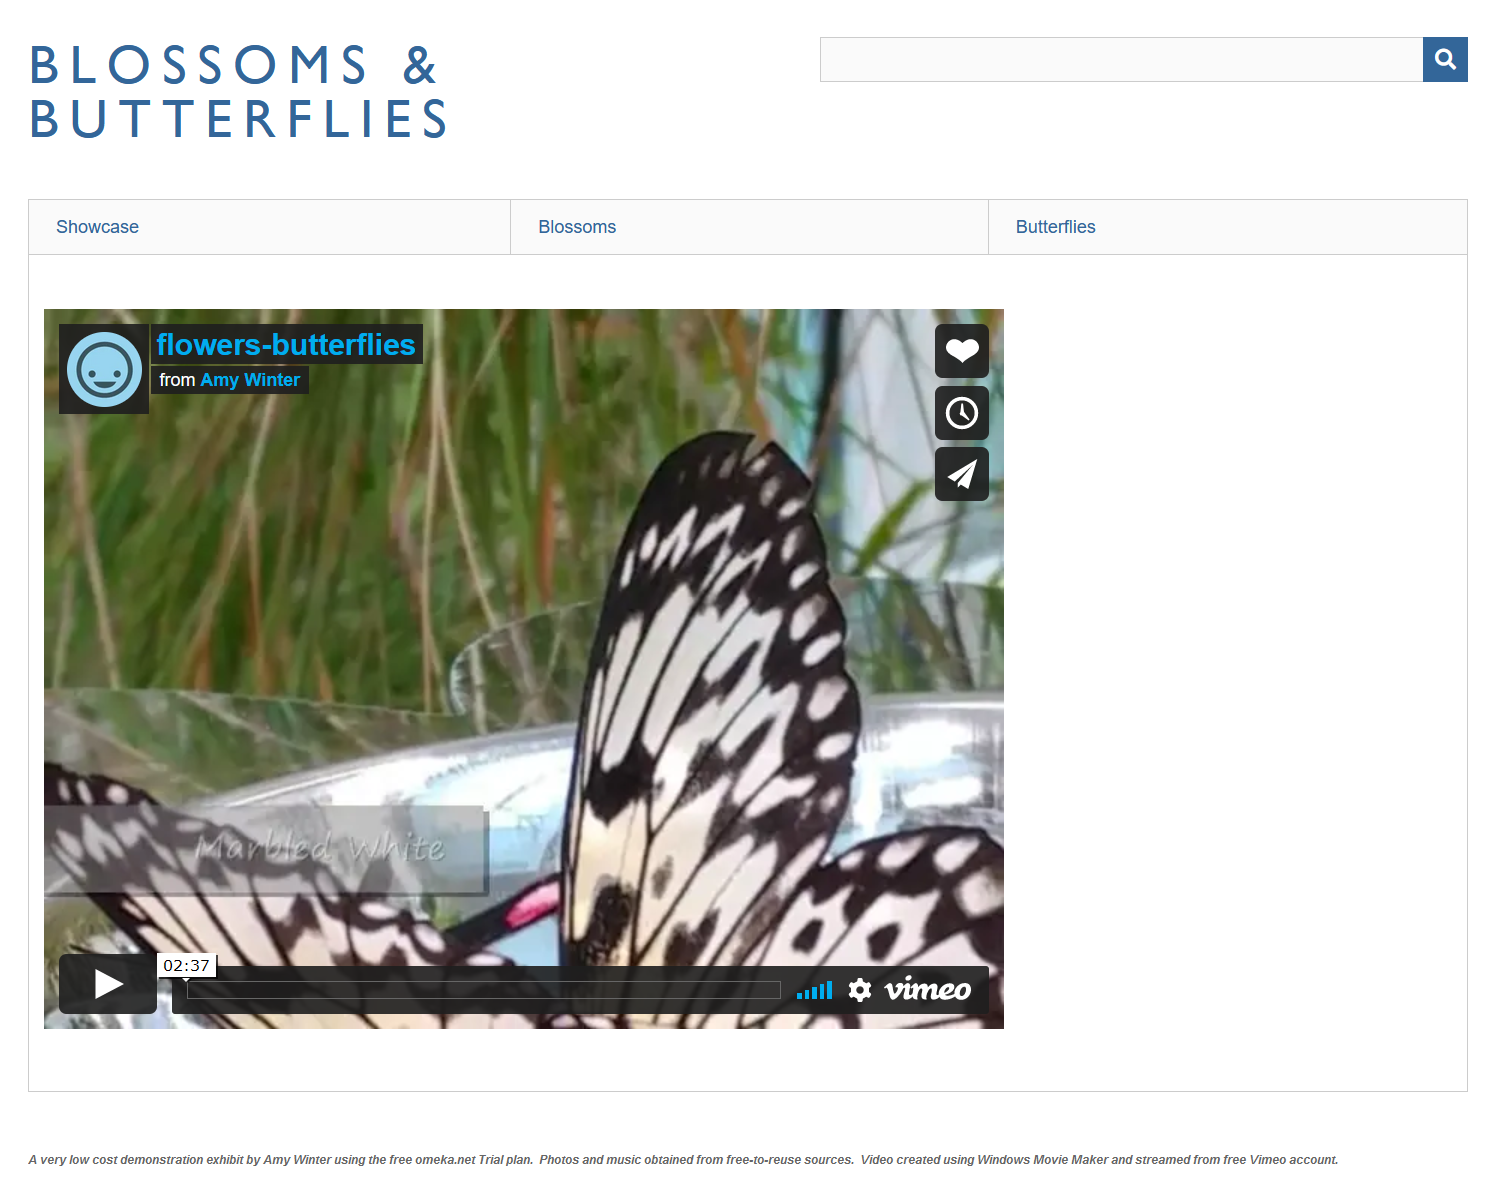 BLOSSOMS &
BUTTERFLIES
Showcase
Blossoms
Butterflies
flowers-butterflies
from Amy Winter
Marbled White
02:37
vimeo
A very low cost demonstration exhibit by Amy Winter using the free omeka.net Trial plan.  Photos and music obtained from free-to-reuse sources.  Video created using Windows Movie Maker and streamed from free Vimeo account.